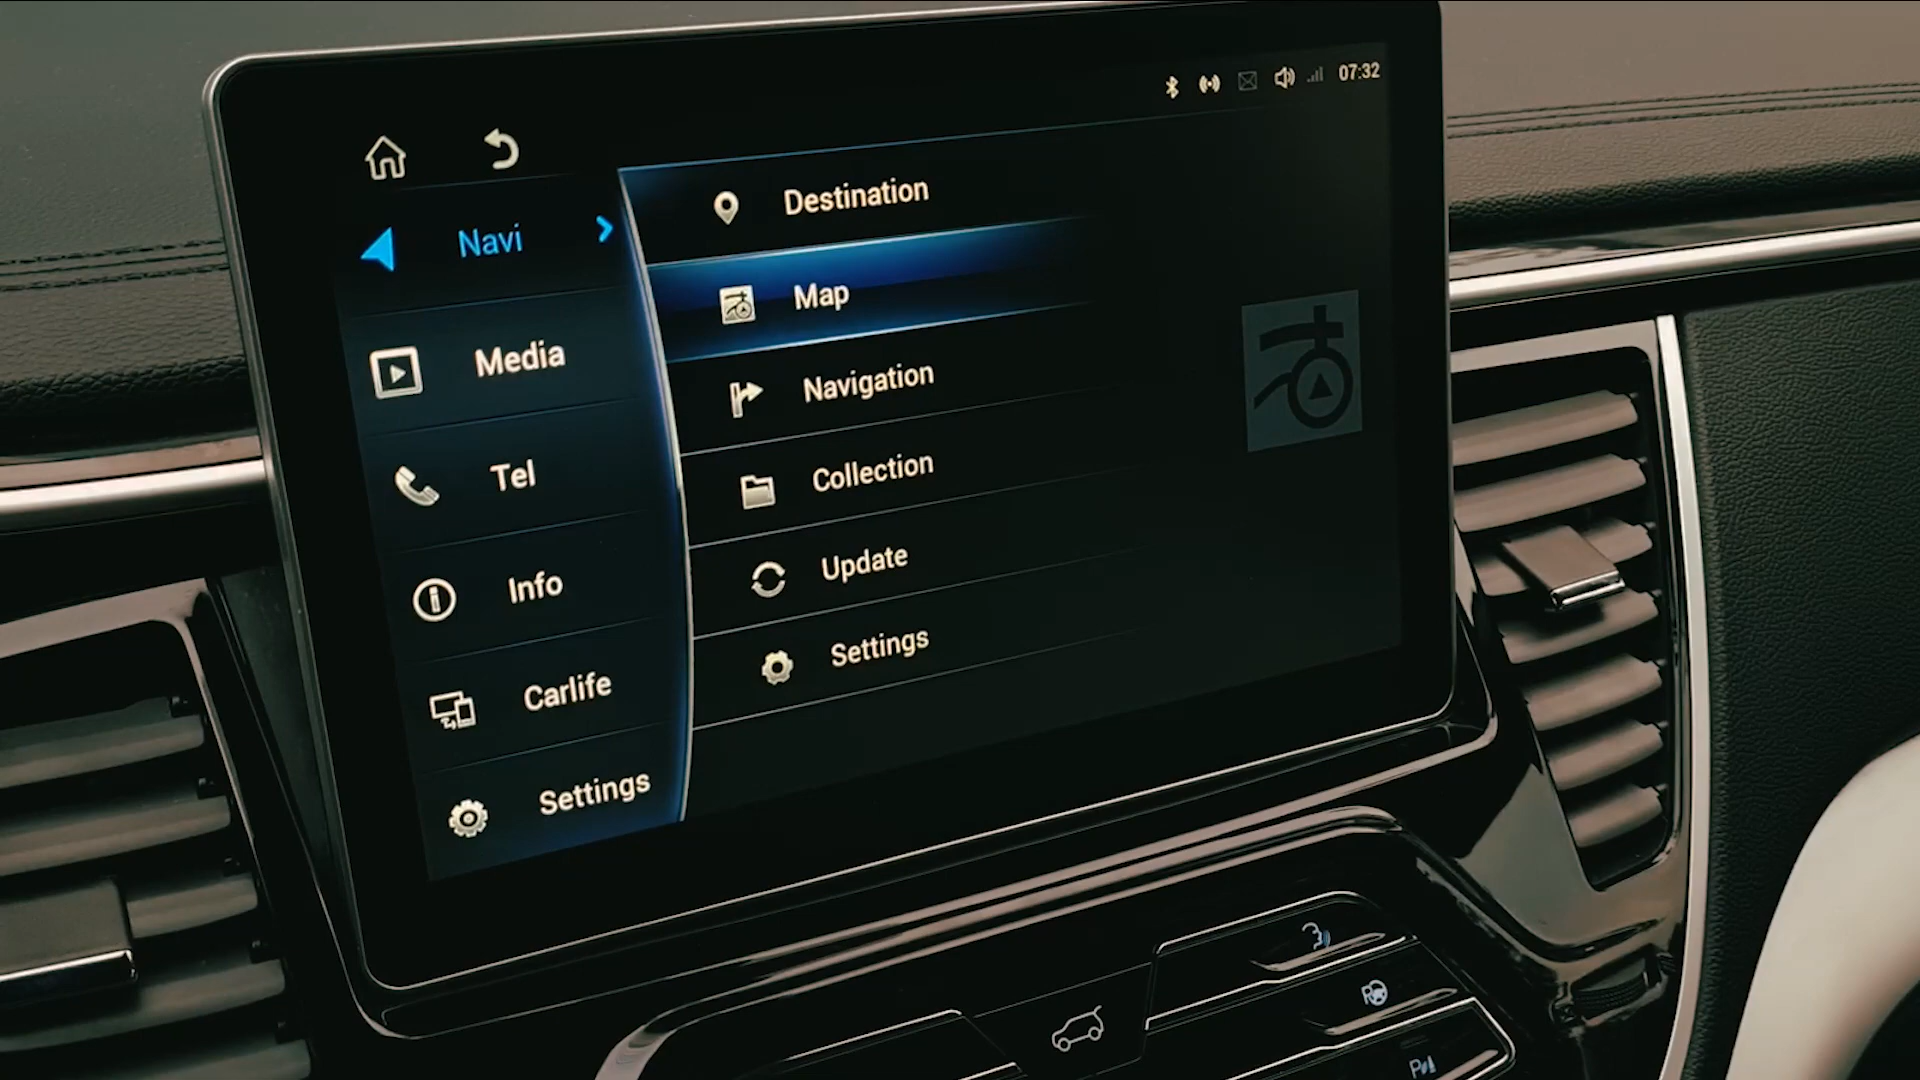 07:32
Navi
Media
Tel
Info
Carlife
Settings
Destination
Map
Navigation
Collection
Update
Settings